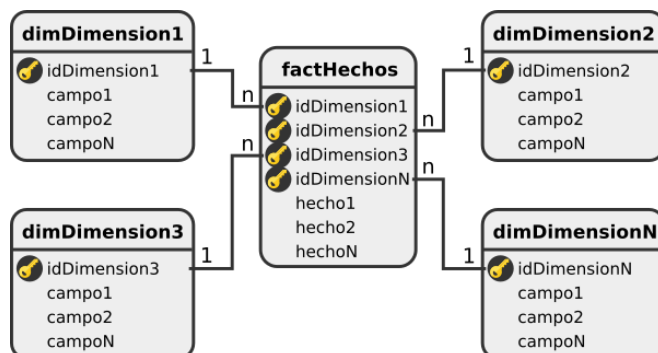 dimDimension1
idDimension1
campo1
campo2
campoN
1
n
factHechos
idDimension1
idDimension2
idDimension3
idDimensionN
hecho1
hecho2
hechoN
dimDimension2
idDimension2
campo1
campo2
campoN
1
n
dimDimension3
idDimension3
campo1
campo2
campoN
1
n
dimDimensionN
idDimensionN
campo1
campo2
campoN
1
n